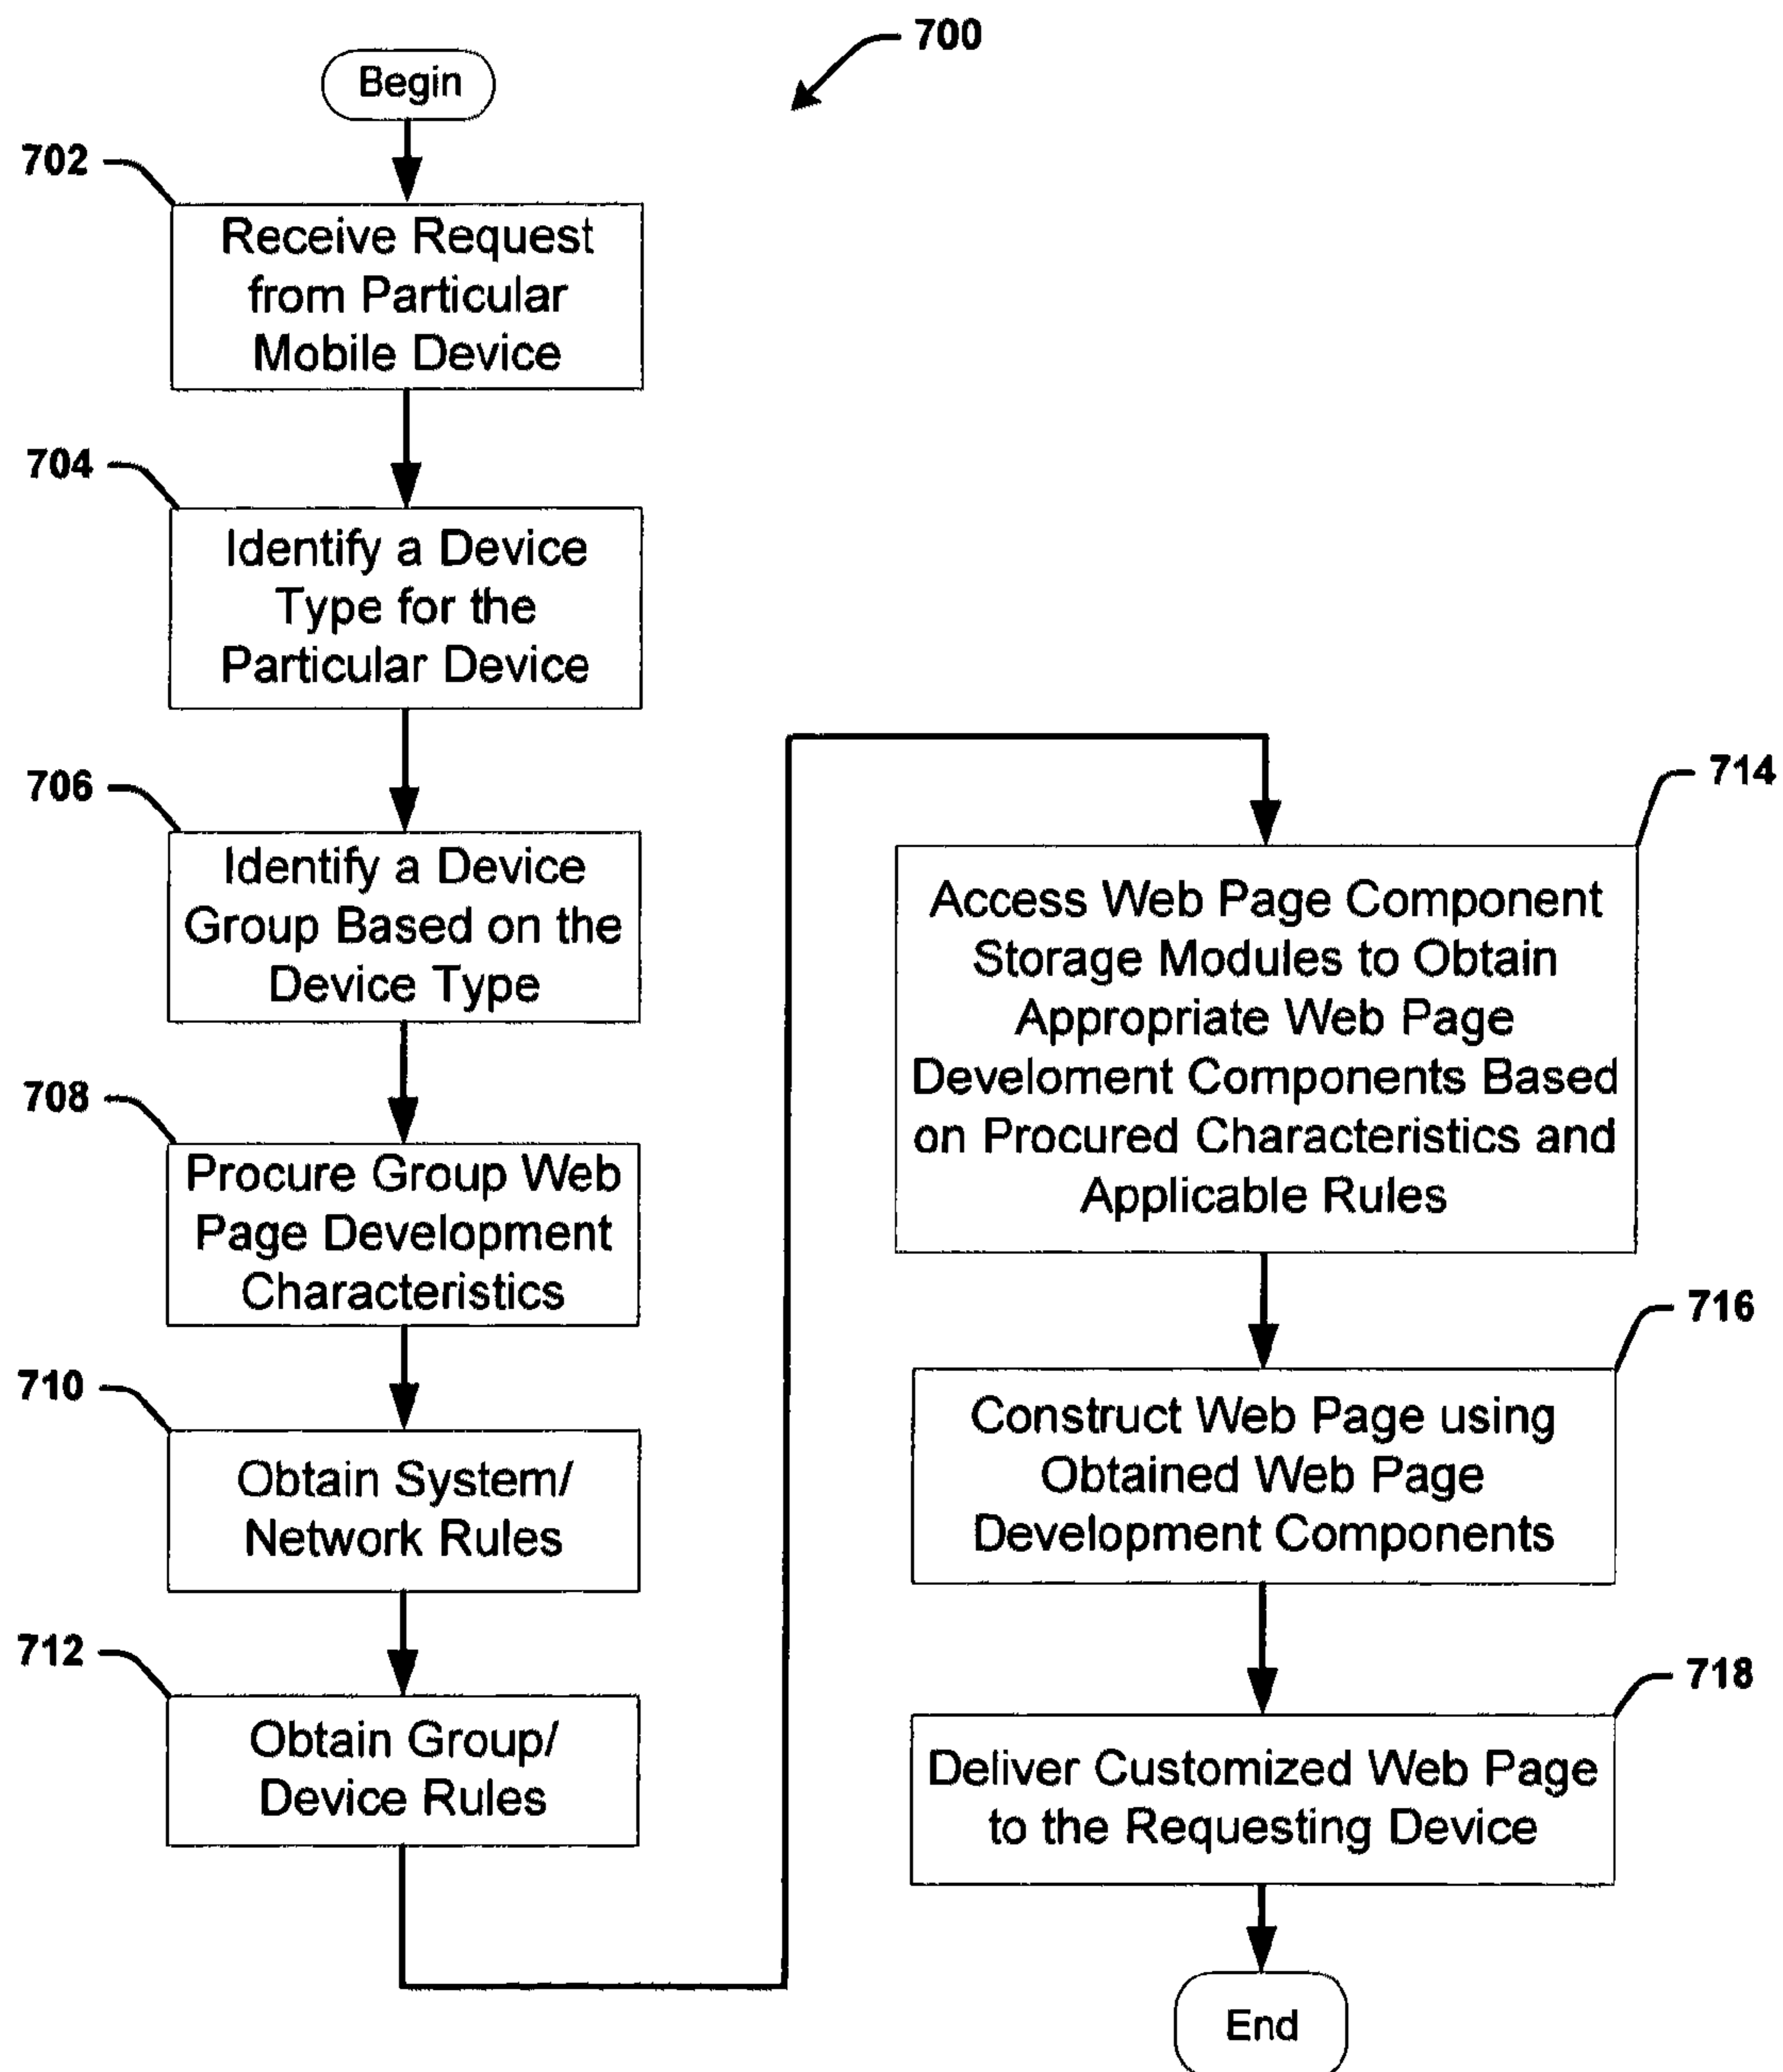 700
Begin
702
Receive Request
from Particular
Mobile Device
704
Identify a Device
Type for the
Particular Device
706
Identify a Device
Group Based on the
Device Type
708
Procure Group Web
Page Development
Characteristics
710
Obtain System/
Network Rules
712
Obtain Group/
Device Rules
714
Access Web Page Component
Storage Modules to Obtain
Appropriate Web Page
Develoment Components Based
on Procured Characteristics and
Applicable Rules
716
Construct Web Page using
Obtained Web Page
Development Components
718
Deliver Customized Web Page
to the Requesting Device
End